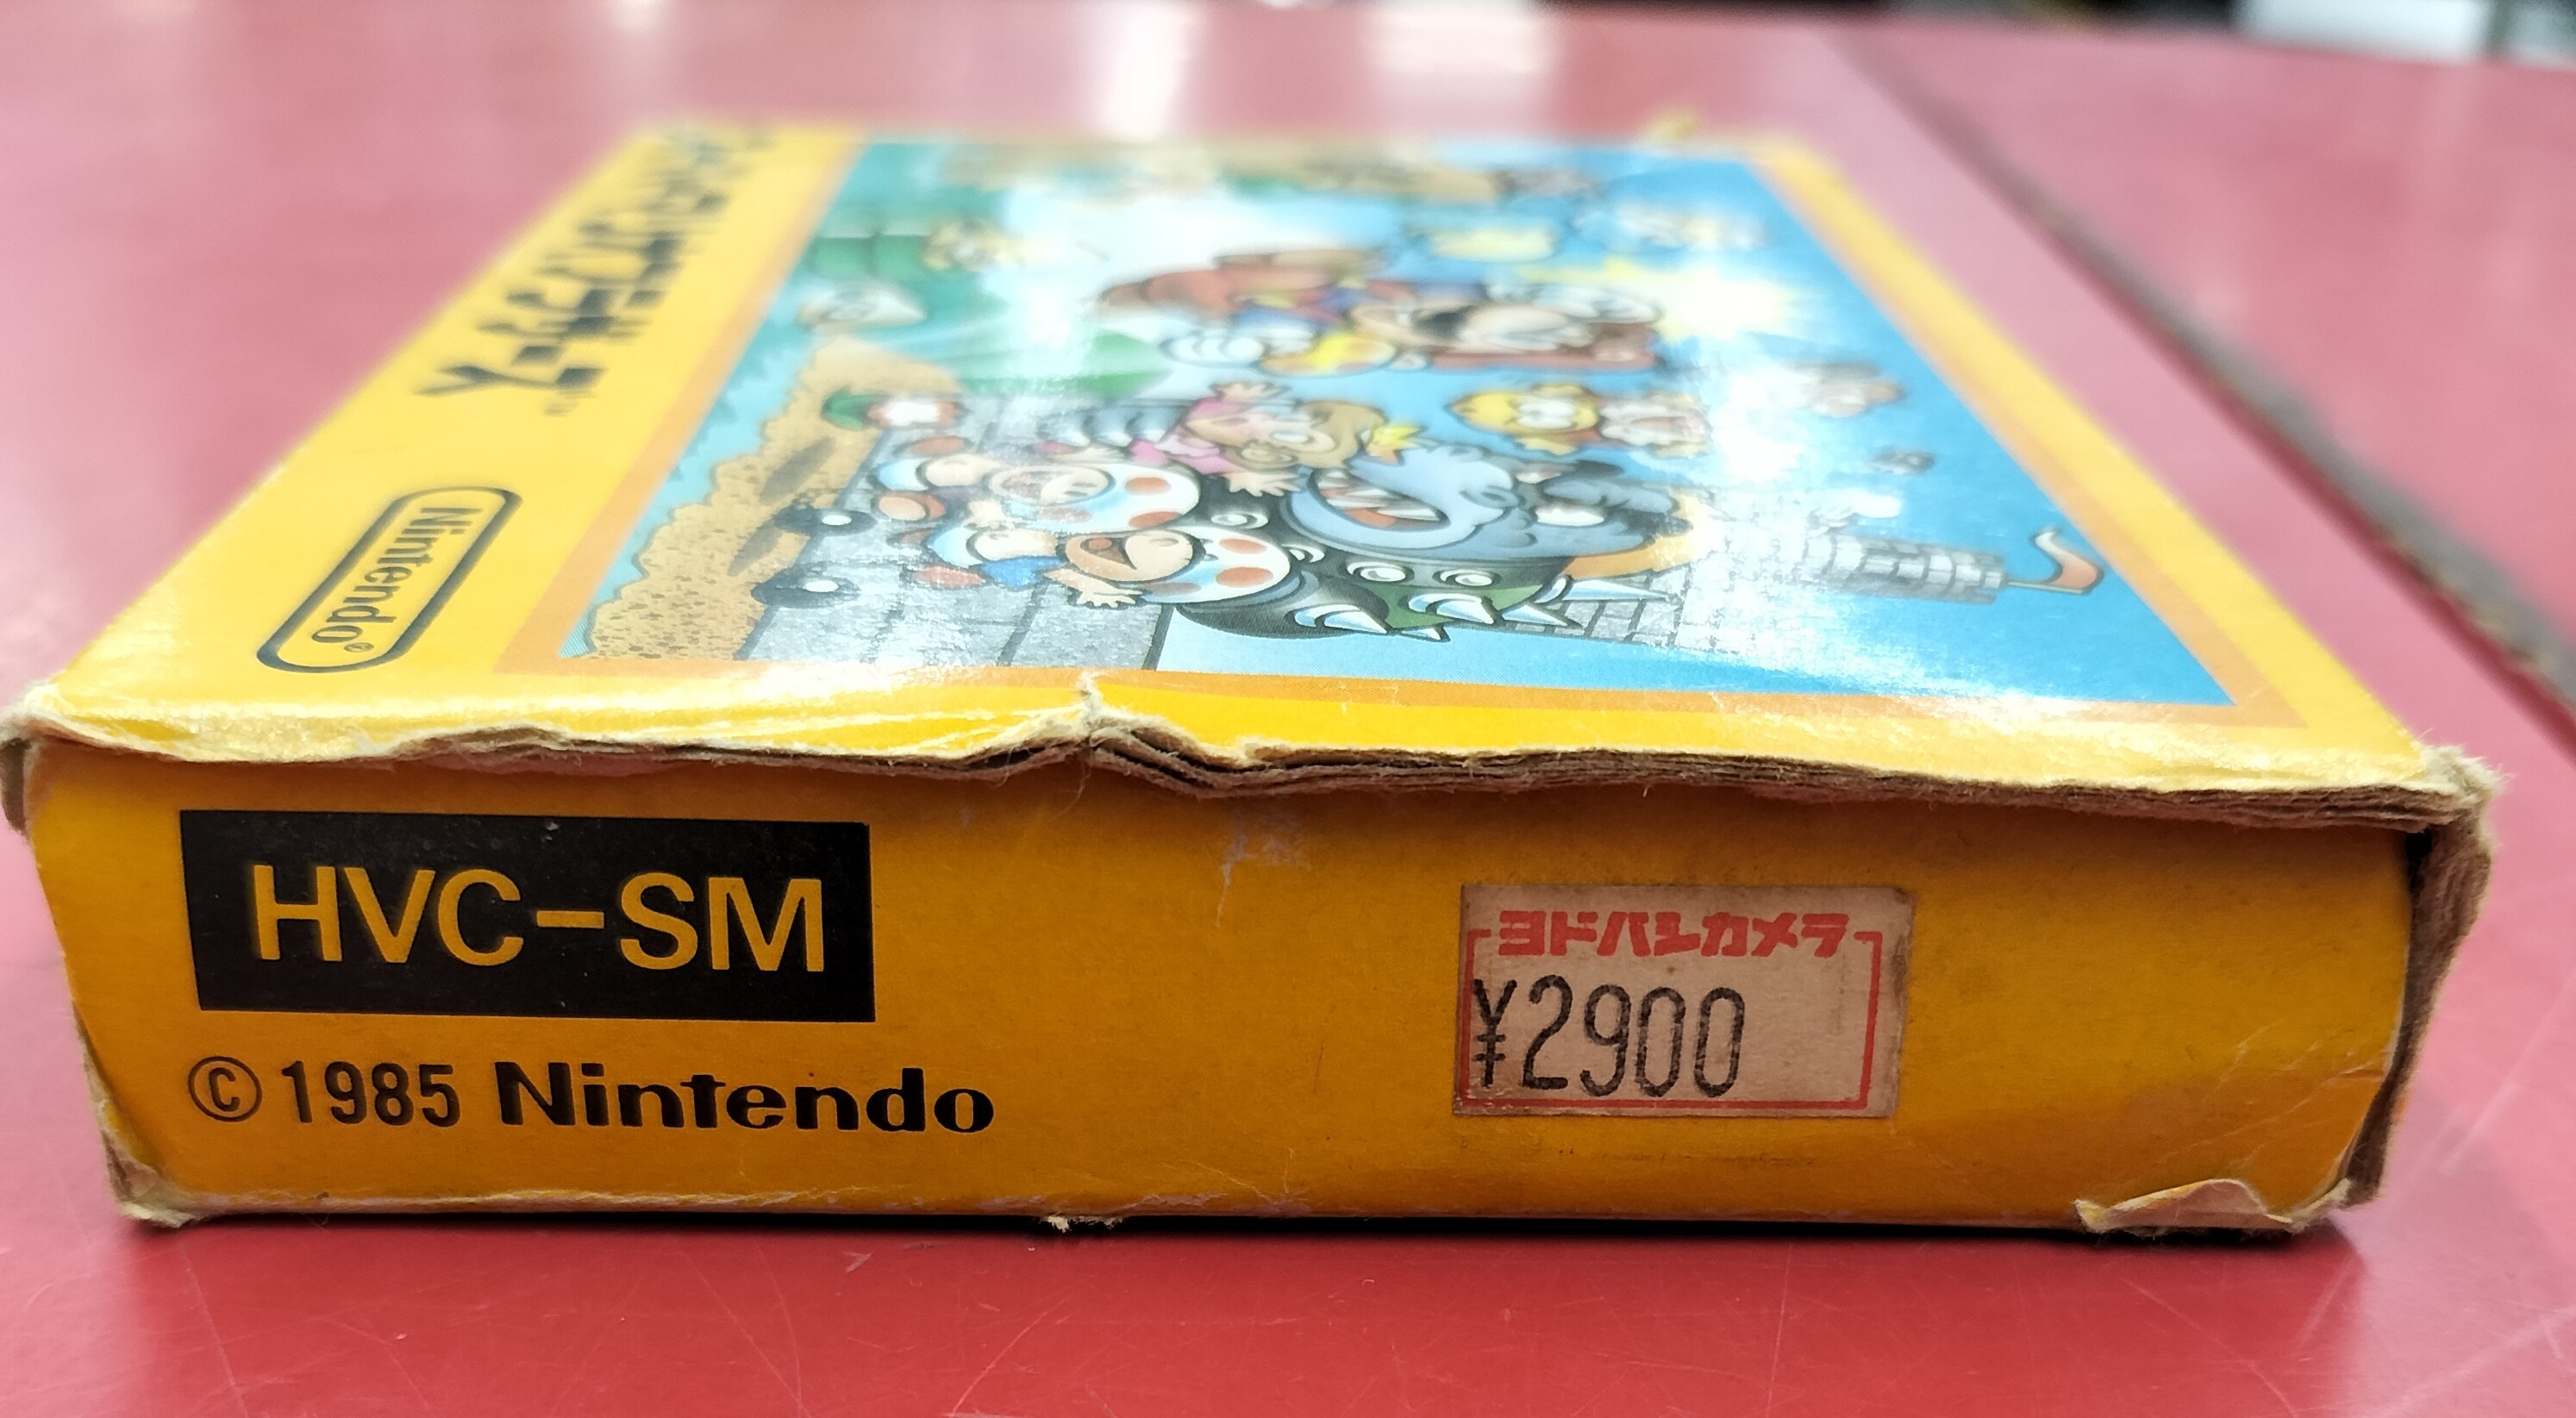 スーパーマリオブラザーズ
Nintendo®
HVC-SM
© 1985 Nintendo
ヨドバシカメラ
¥2900